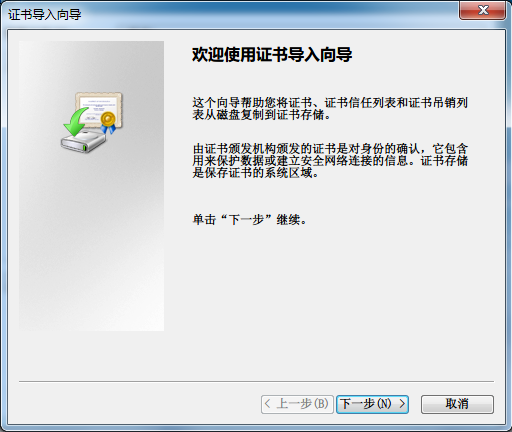 证书导入向导
欢迎使用证书导入向导
这个向导帮助您将证书、证书信任列表和证书吊销列
表从磁盘复制到证书存储。
由证书颁发机构颁发的证书是对身份的确认，它包含
用来保护数据或建立安全网络连接的信息。证书存储
是保存证书的系统区域。
单击“下一步”继续。
< 上一步(B) 下一步(N) > 取消